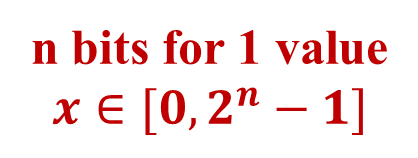 n bits for 1 value
𝒙 ∈ [𝟎, 𝟐ⁿ − 𝟏]